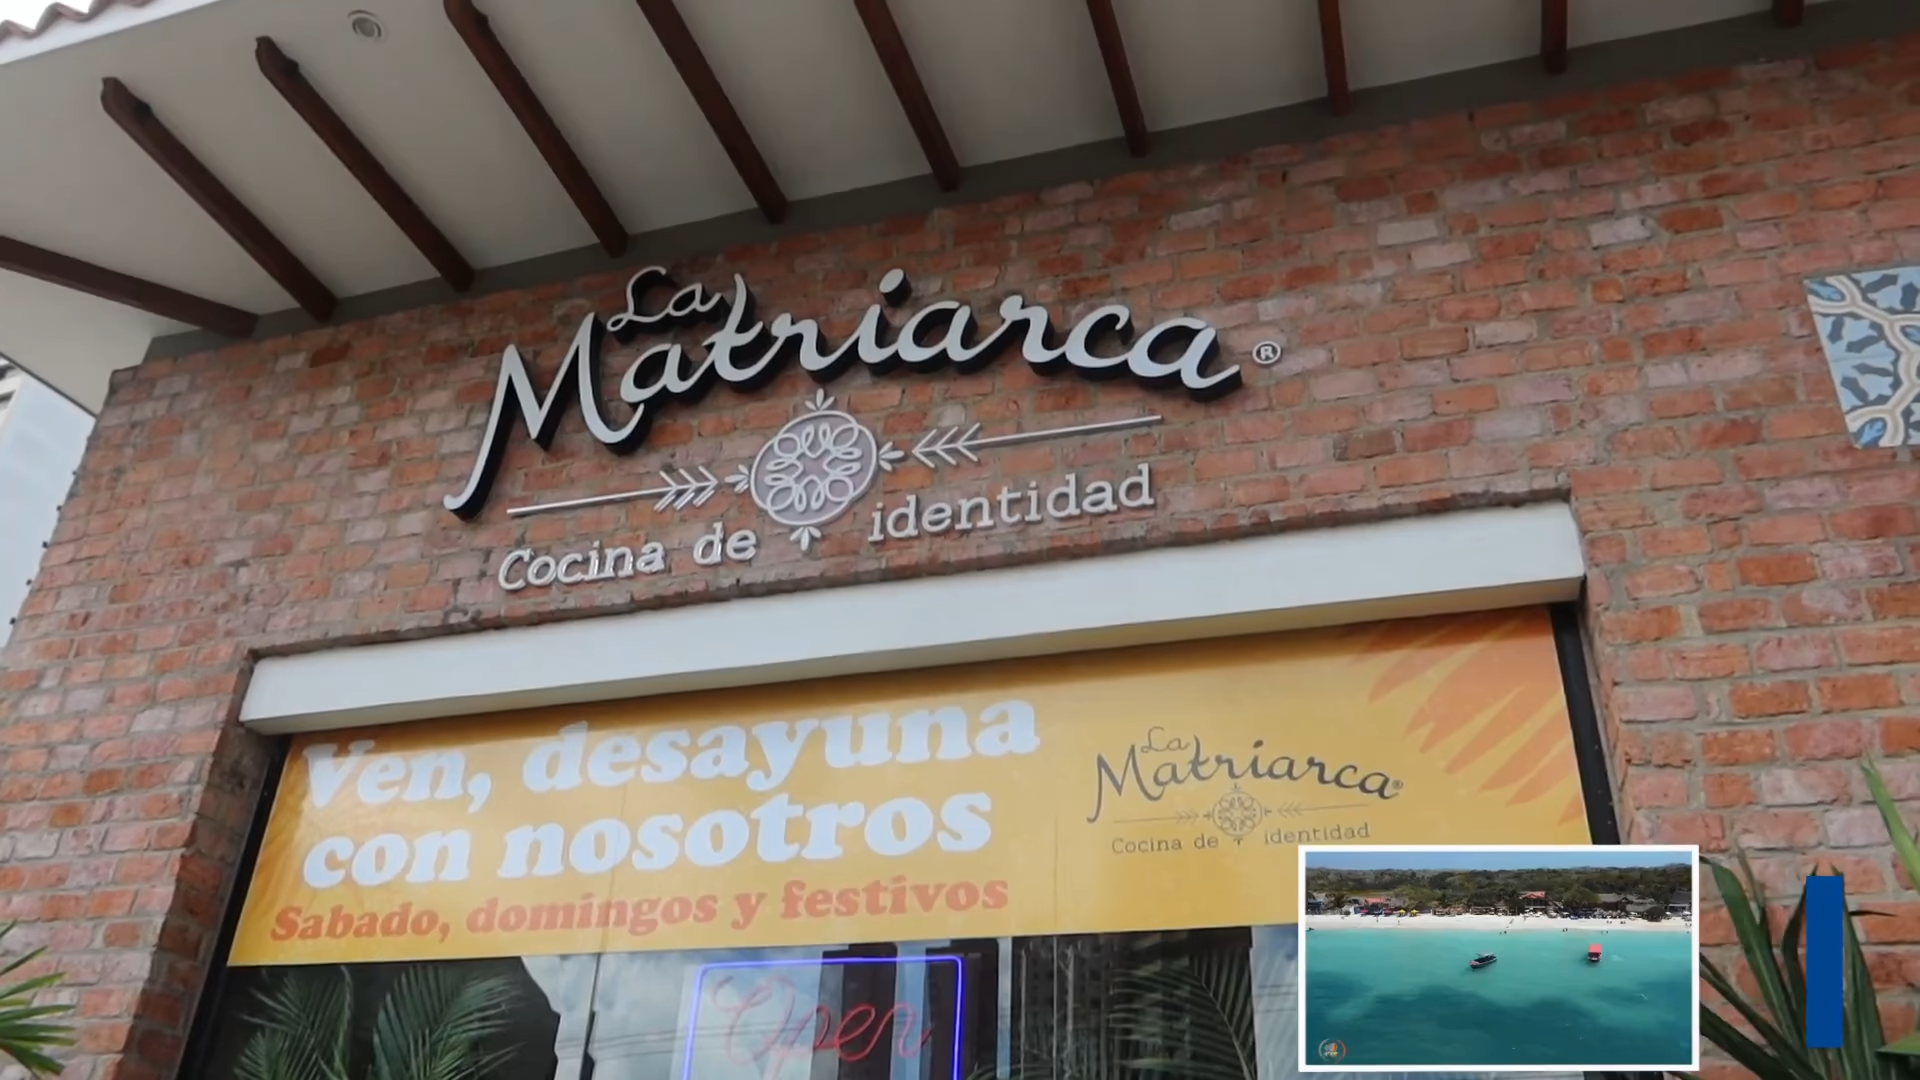 La
Matriarca®
Cocina de identidad
Ven, desayuna
con nosotros
Sabado, domingos y festivos
La
Matriarca®
Cocina de identidad
Open